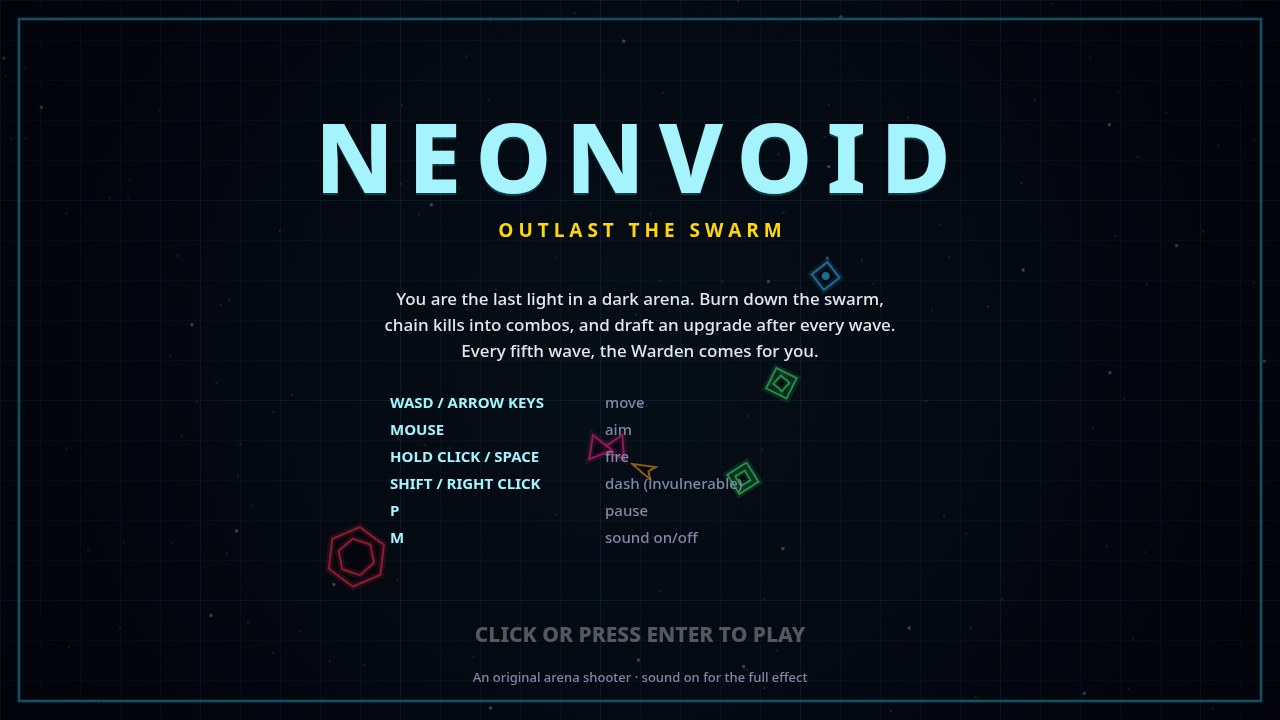 NEONVOID
OUTLAST THE SWARM
You are the last light in a dark arena. Burn down the swarm,
chain kills into combos, and draft an upgrade after every wave.
Every fifth wave, the Warden comes for you.
WASD / ARROW KEYS move
MOUSE aim
HOLD CLICK / SPACE fire
SHIFT / RIGHT CLICK dash (invulnerable)
P pause
M sound on/off
CLICK OR PRESS ENTER TO PLAY
An original arena shooter · sound on for the full effect